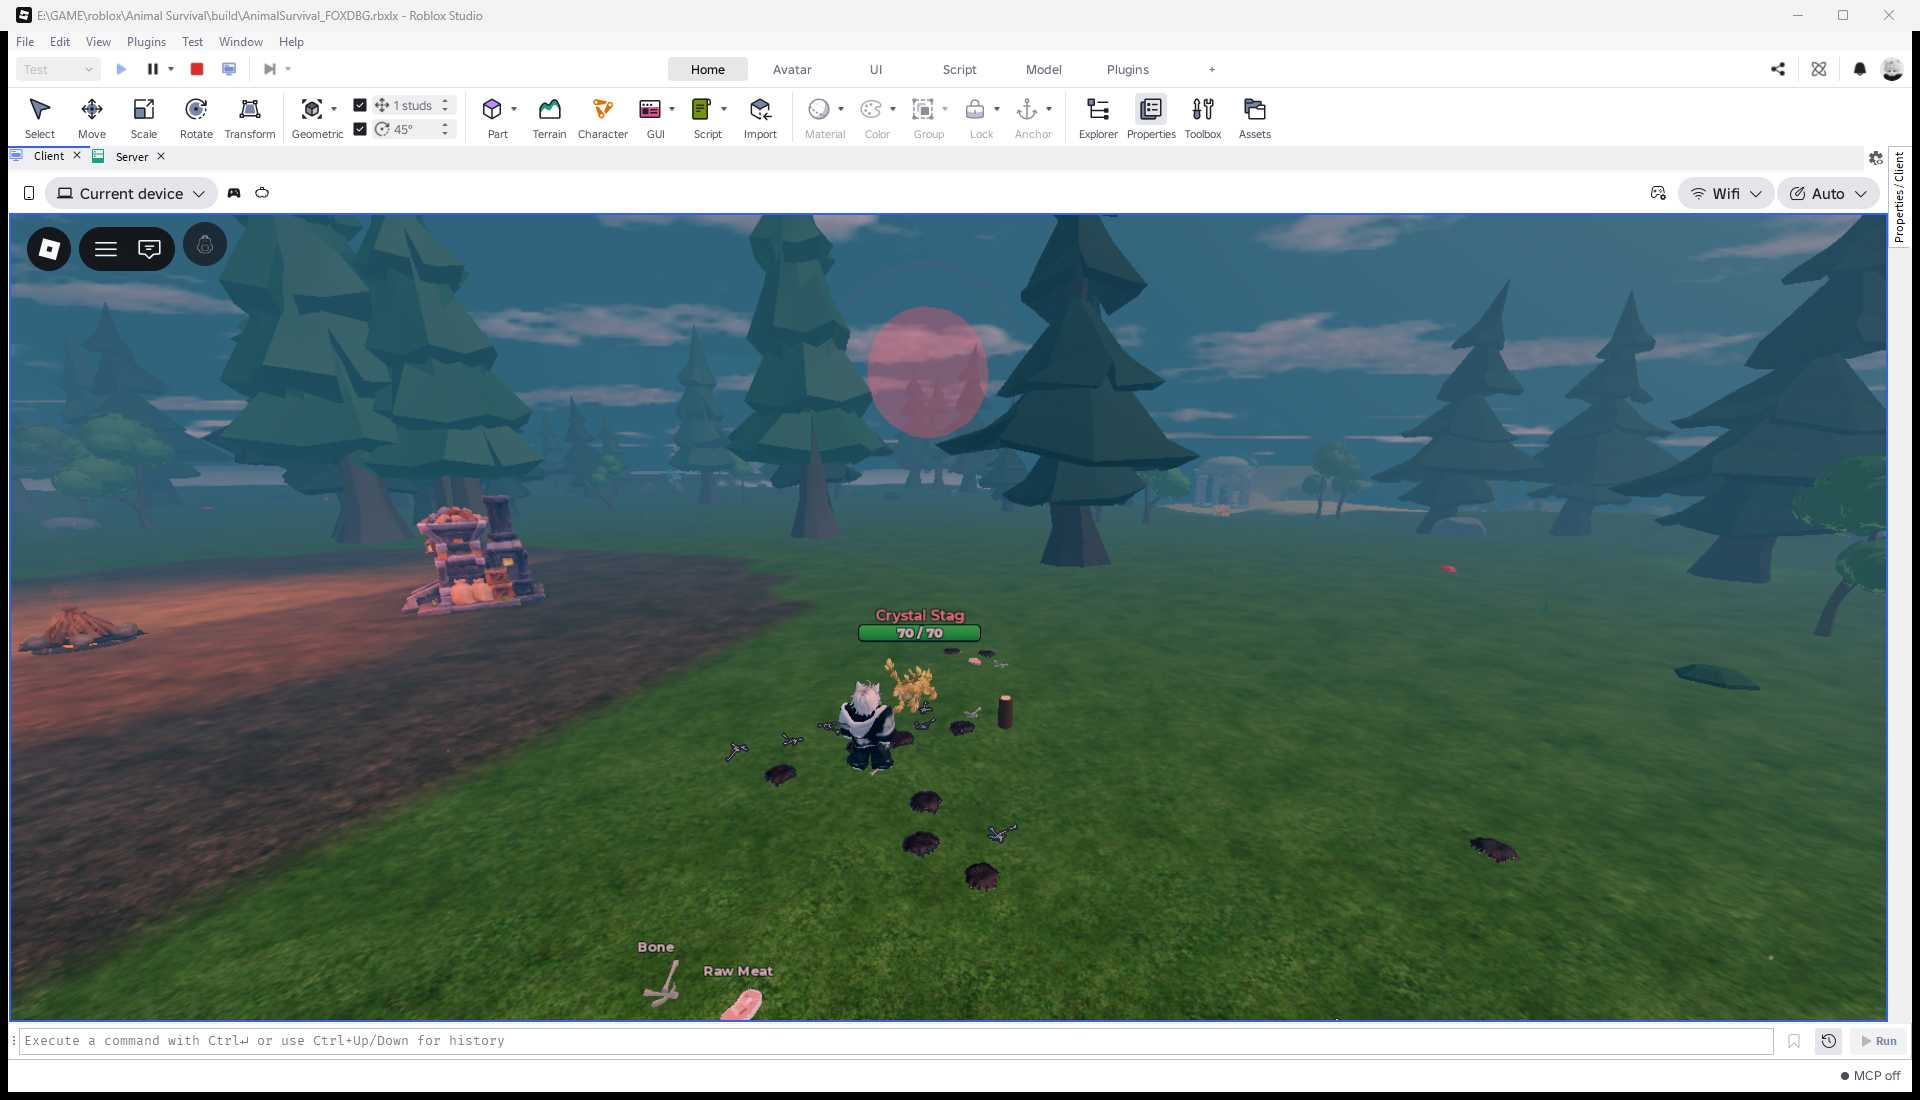 E:\GAME\roblox\Animal Survival\build\AnimalSurvival_FOXDBG.rbxlx - Roblox Studio
File Edit View Plugins Test Window Help
Test
Home Avatar UI Script Model Plugins +
Select Move Scale Rotate Transform Geometric
1 studs
45°
Part Terrain Character GUI Script Import Material Color Group Lock Anchor Explorer Properties Toolbox Assets
Client Server
Properties / Client
Current device
Wifi
Auto
Crystal Stag
70 / 70
Bone
Raw Meat
Execute a command with Ctrl↵ or use Ctrl+Up/Down for history
Run
MCP off